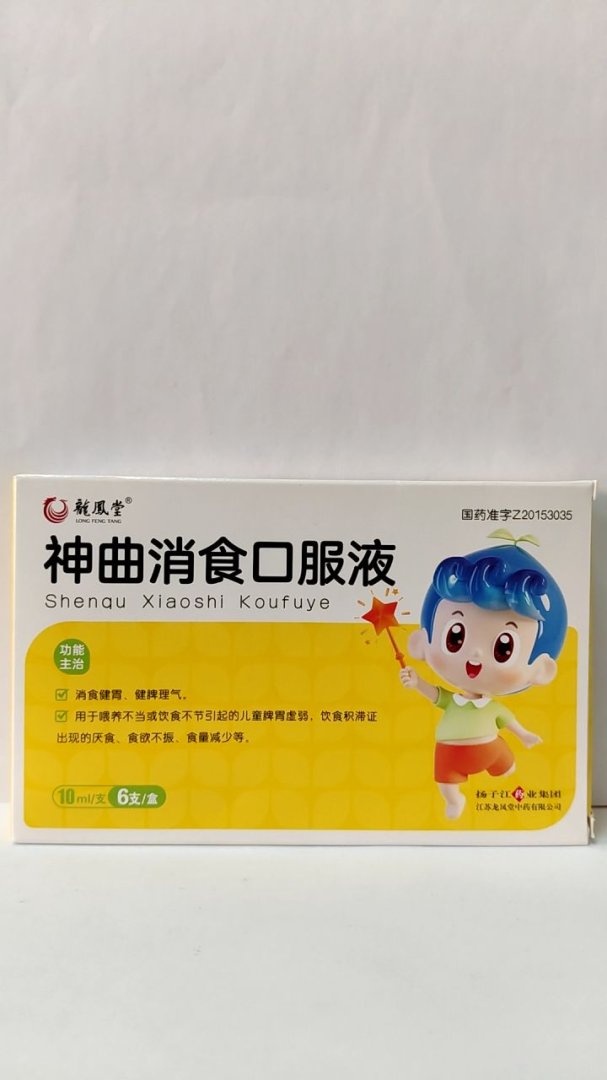 龍鳳堂®
LONG FENG TANG
国药准字Z20153035
神曲消食口服液
Shenqu Xiaoshi Koufuye
功能
主治
消食健胃、健脾理气。
用于喂养不当或饮食不节引起的儿童脾胃虚弱，饮食积滞证
出现的厌食、食欲不振、食量减少等。
10ml/支 6支/盒
扬子江药业集团
江苏龙凤堂中药有限公司